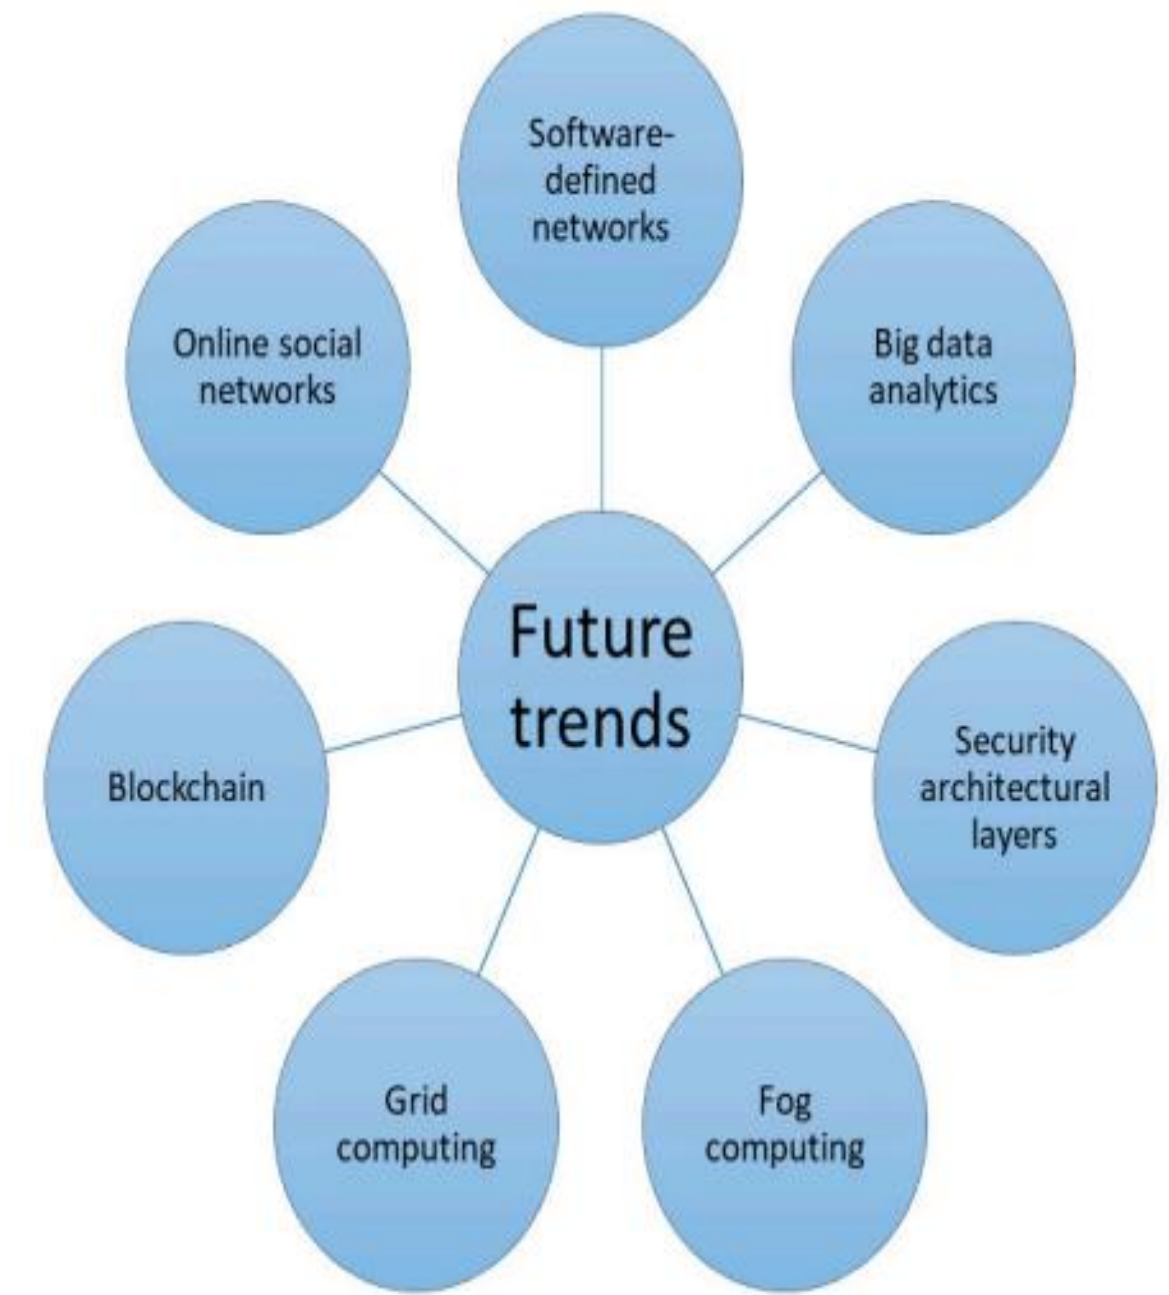 Software-
defined
networks
Online social
networks
Big data
analytics
Future
trends
Blockchain
Security
architectural
layers
Grid
computing
Fog
computing